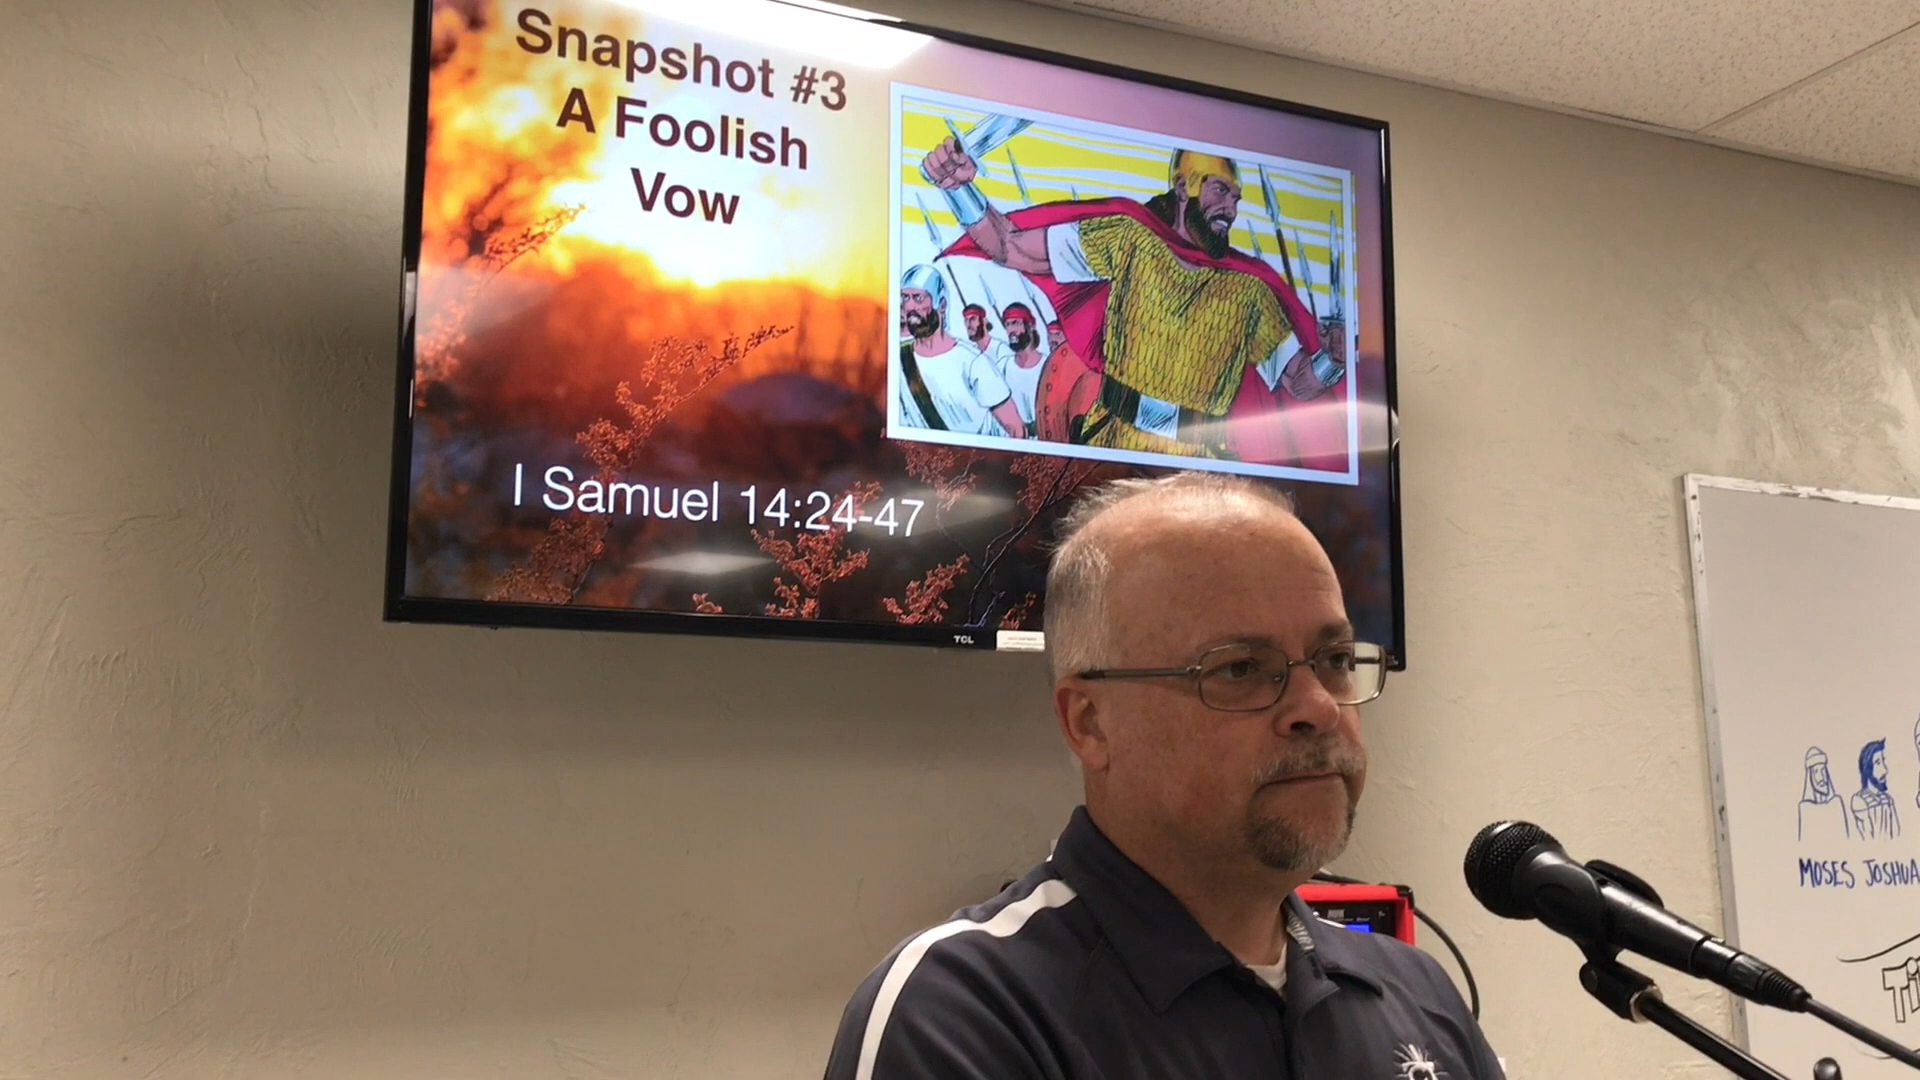 Snapshot #3
A Foolish
Vow
I Samuel 14:24-47
TCL
MOSES JOSHUA